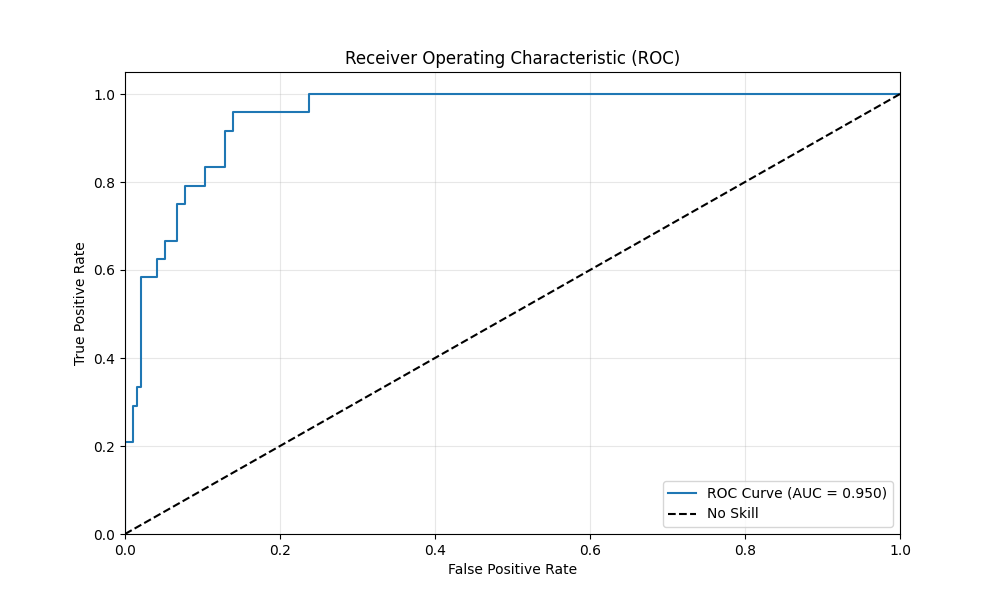 Receiver Operating Characteristic (ROC)
1.0
0.8
0.6
0.4
0.2
0.0
True Positive Rate
ROC Curve (AUC = 0.950)
No Skill
0.0 0.2 0.4 0.6 0.8 1.0
False Positive Rate